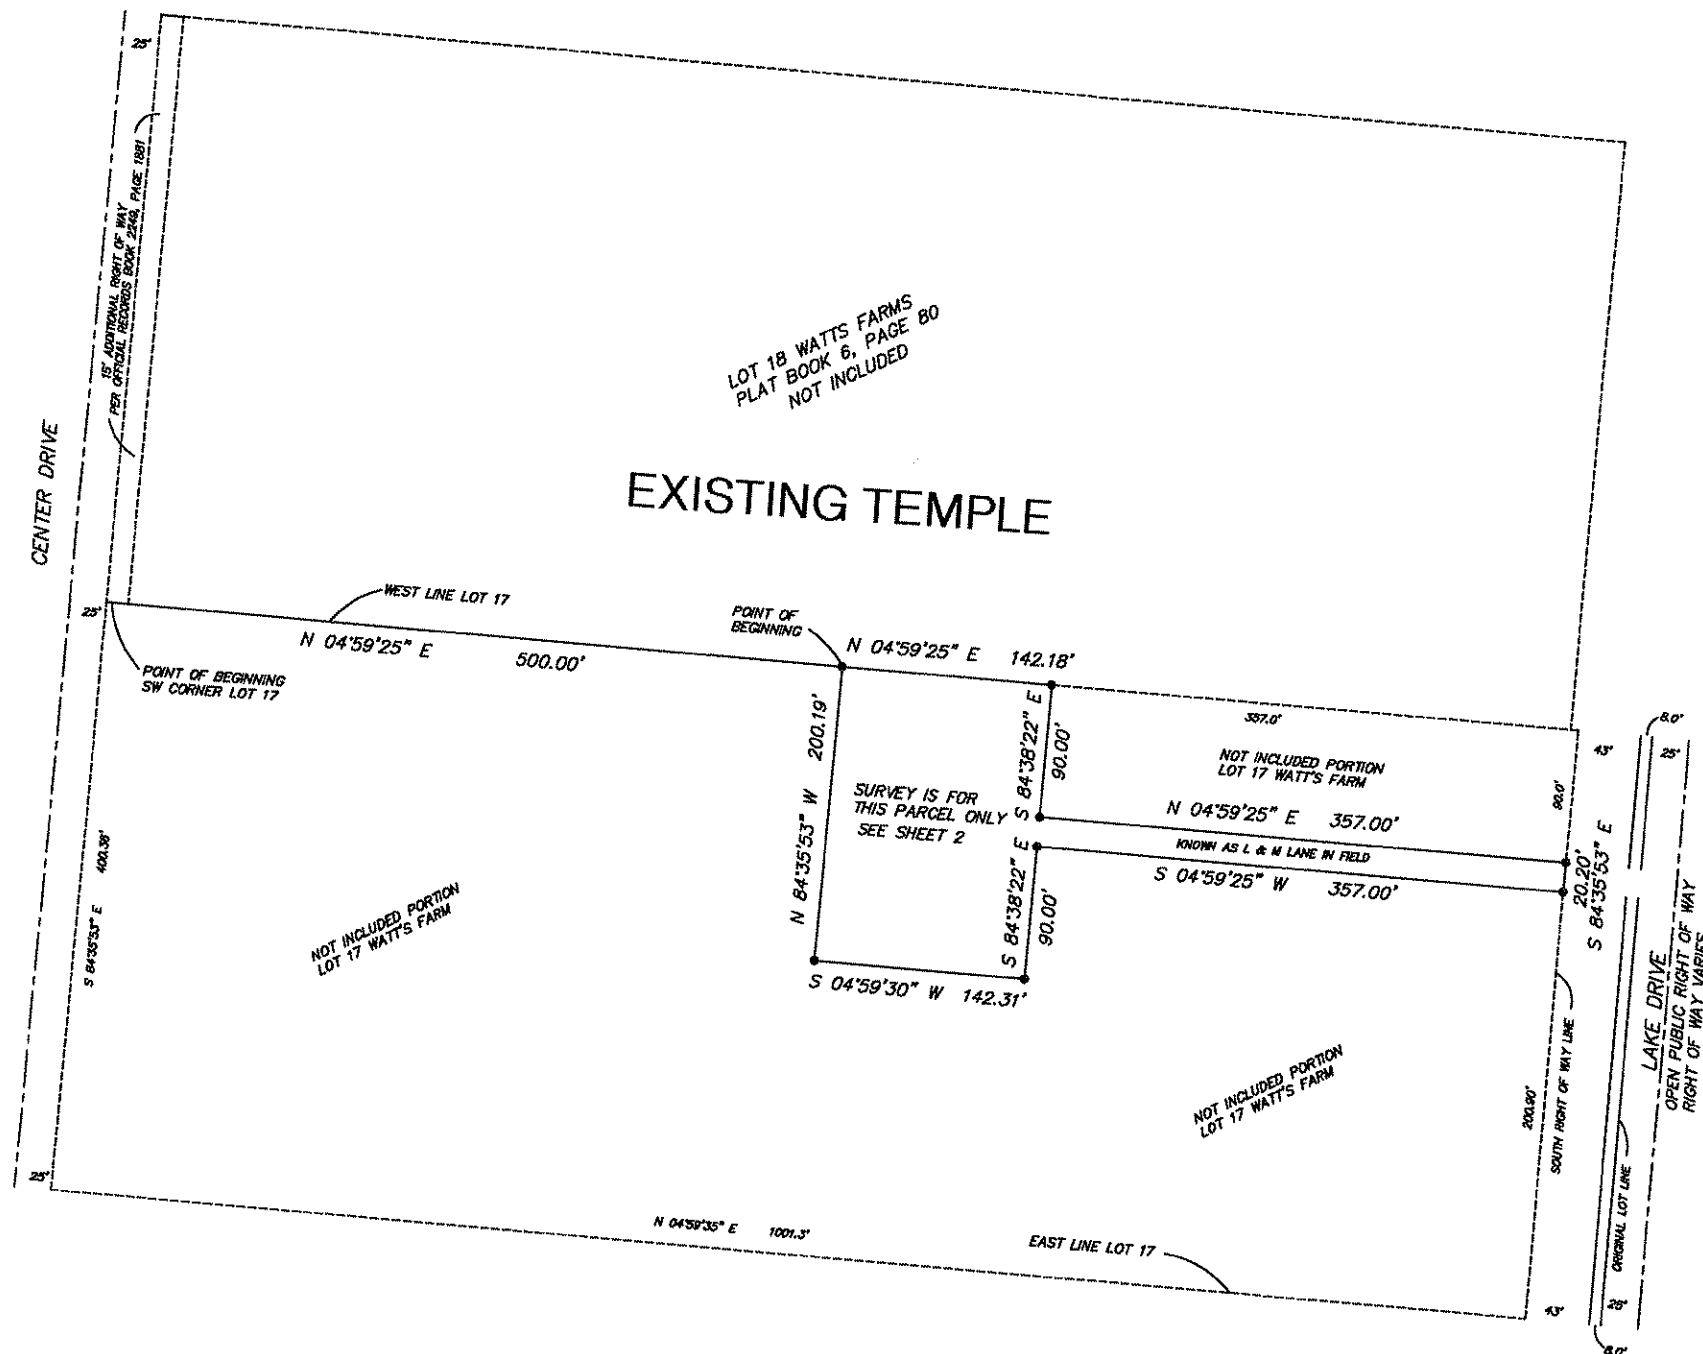 25'
15' ADDITIONAL RIGHT OF WAY
PER OFFICIAL RECORDS BOOK 2249, PAGE 1881
CENTER DRIVE
LOT 18 WATTS FARMS
PLAT BOOK 6, PAGE 80
NOT INCLUDED
EXISTING TEMPLE
25'
WEST LINE LOT 17
N 04°59'25" E 500.00'
POINT OF BEGINNING
SW CORNER LOT 17
POINT OF
BEGINNING
N 04°59'25" E 142.18'
N 84°35'53" W 200.19'
S 84°38'22" E
90.00'
357.0'
NOT INCLUDED PORTION
LOT 17 WATT'S FARM
90.0'
43'
8.0'
25'
SURVEY IS FOR
THIS PARCEL ONLY
SEE SHEET 2
N 04°59'25" E 357.00'
KNOWN AS L & M LANE IN FIELD
S 04°59'25" W 357.00'
20.20'
S 84°35'53" E
S 84°38'22" E
90.00'
S 04°59'30" W 142.31'
S 84°35'53" E 400.38'
NOT INCLUDED PORTION
LOT 17 WATT'S FARM
NOT INCLUDED PORTION
LOT 17 WATT'S FARM
200.90'
SOUTH RIGHT OF WAY LINE
ORIGINAL LOT LINE
LAKE DRIVE
OPEN PUBLIC RIGHT OF WAY
RIGHT OF WAY VARIES
25'
N 04°59'35" E 1001.3'
EAST LINE LOT 17
43'
25'
8.0'